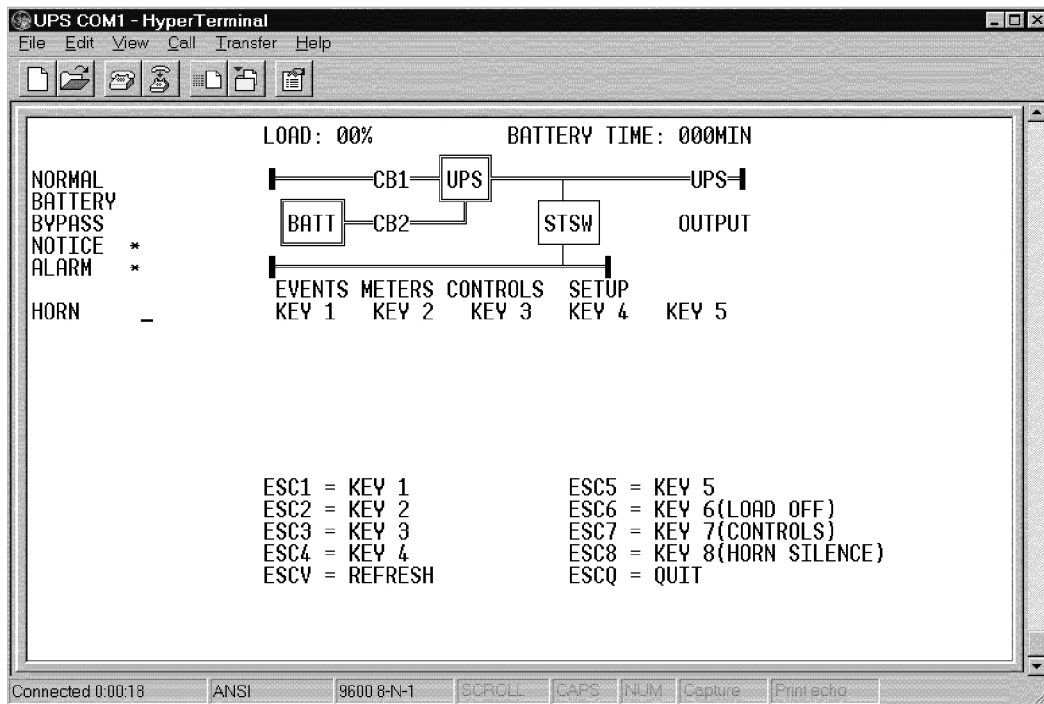 UPS COM1 - HyperTerminal
File Edit View Call Transfer Help
LOAD: 00% BATTERY TIME: 000MIN
NORMAL CB1 UPS UPS
BATTERY
BYPASS BATT CB2 STSW OUTPUT
NOTICE *
ALARM *
EVENTS METERS CONTROLS SETUP
HORN _ KEY 1 KEY 2 KEY 3 KEY 4 KEY 5
ESC1 = KEY 1 ESC5 = KEY 5
ESC2 = KEY 2 ESC6 = KEY 6(LOAD OFF)
ESC3 = KEY 3 ESC7 = KEY 7(CONTROLS)
ESC4 = KEY 4 ESC8 = KEY 8(HORN SILENCE)
ESCV = REFRESH ESCQ = QUIT
Connected 0:00:18 ANSI 9600 8-N-1 SCROLL CAPS NUM Capture Print echo